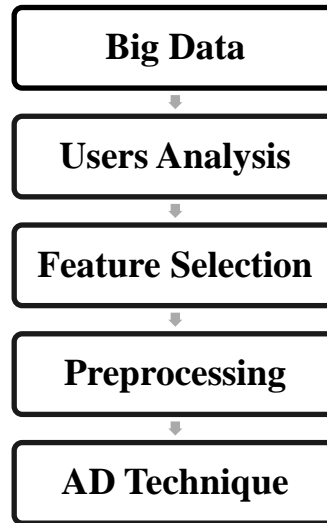 Big Data
Users Analysis
Feature Selection
Preprocessing
AD Technique